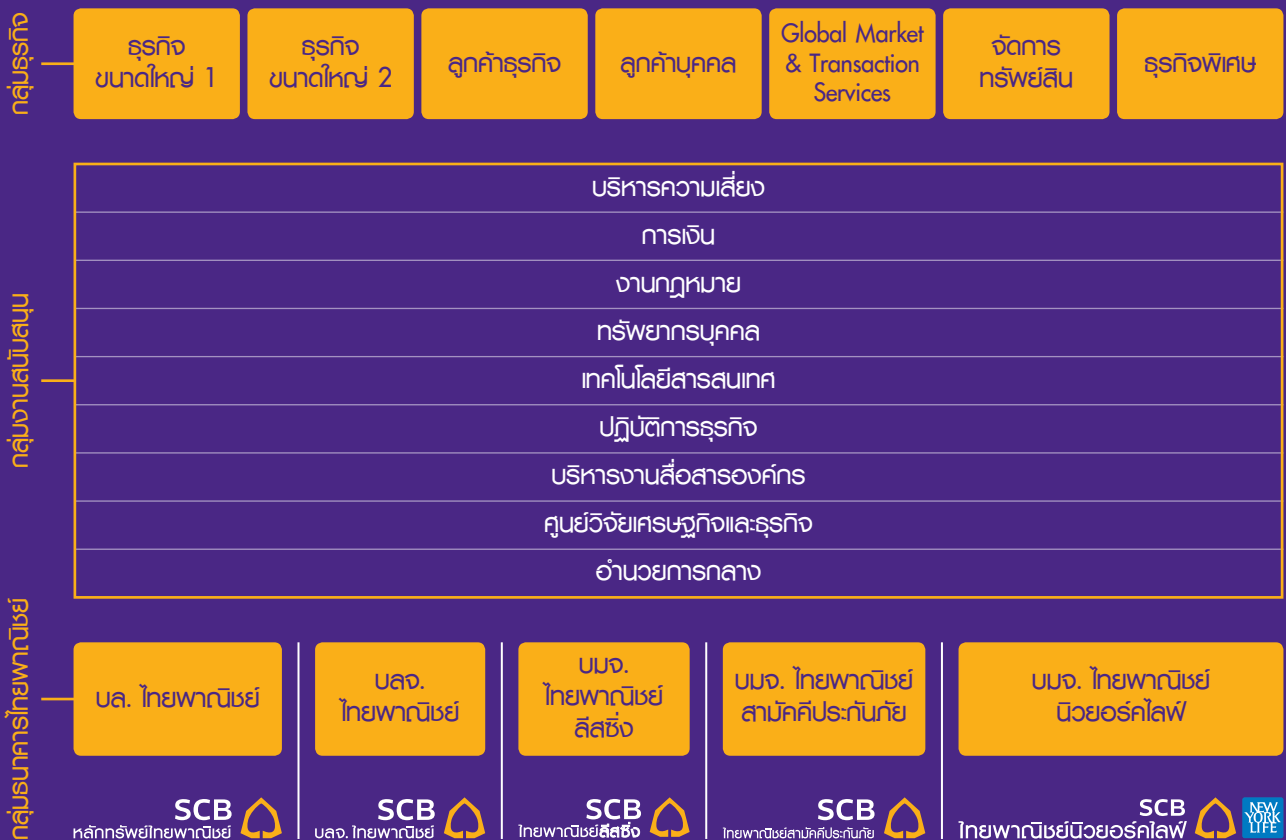 กลุ่มธุรกิจ
ธุรกิจ
ขนาดใหญ่ 1
ธุรกิจ
ขนาดใหญ่ 2
ลูกค้าธุรกิจ
ลูกค้าบุคคล
Global Market
& Transaction
Services
จัดการ
ทรัพย์สิน
ธุรกิจพิเศษ
กลุ่มงานสนับสนุน
บริหารความเสี่ยง
การเงิน
งานกฎหมาย
ทรัพยากรบุคคล
เทคโนโลยีสารสนเทศ
ปฏิบัติการธุรกิจ
บริหารงานสื่อสารองค์กร
ศูนย์วิจัยเศรษฐกิจและธุรกิจ
อำนวยการกลาง
กลุ่มธนาคารไทยพาณิชย์
บล. ไทยพาณิชย์
บลจ.
ไทยพาณิชย์
บมจ.
ไทยพาณิชย์
ลีสซิ่ง
บมจ. ไทยพาณิชย์
สามัคคีประกันภัย
บมจ. ไทยพาณิชย์
นิวยอร์คไลฟ์
SCB
หลักทรัพย์ไทยพาณิชย์
SCB
บลจ. ไทยพาณิชย์
SCB
ไทยพาณิชย์ลีสซิ่ง
SCB
ไทยพาณิชย์สามัคคีประกันภัย
SCB
ไทยพาณิชย์นิวยอร์คไลฟ์
NEW
YORK
LIFE